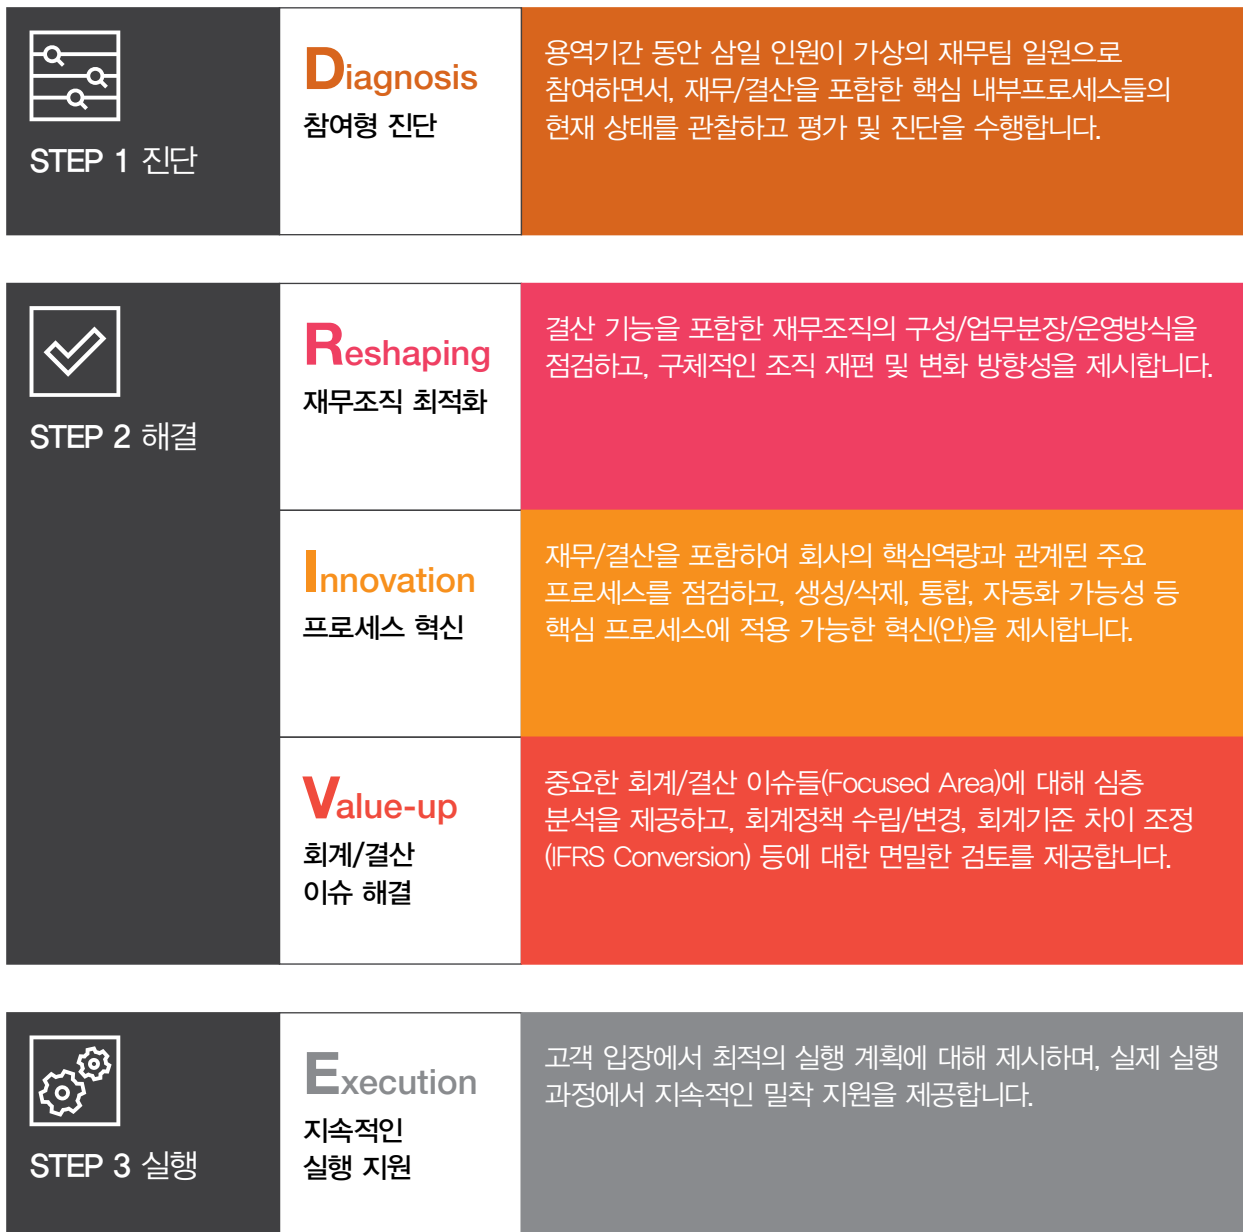 STEP 1 진단
Diagnosis
참여형 진단
용역기간 동안 삼일 인원이 가상의 재무팀 일원으로
참여하면서, 재무/결산을 포함한 핵심 내부프로세스들의
현재 상태를 관찰하고 평가 및 진단을 수행합니다.
STEP 2 해결
Reshaping
재무조직 최적화
결산 기능을 포함한 재무조직의 구성/업무분장/운영방식을
점검하고, 구체적인 조직 재편 및 변화 방향성을 제시합니다.
Innovation
프로세스 혁신
재무/결산을 포함하여 회사의 핵심역량과 관계된 주요
프로세스를 점검하고, 생성/삭제, 통합, 자동화 가능성 등
핵심 프로세스에 적용 가능한 혁신(안)을 제시합니다.
Value-up
회계/결산
이슈 해결
중요한 회계/결산 이슈들(Focused Area)에 대해 심층
분석을 제공하고, 회계정책 수립/변경, 회계기준 차이 조정
(IFRS Conversion) 등에 대한 면밀한 검토를 제공합니다.
STEP 3 실행
Execution
지속적인
실행 지원
고객 입장에서 최적의 실행 계획에 대해 제시하며, 실제 실행
과정에서 지속적인 밀착 지원을 제공합니다.